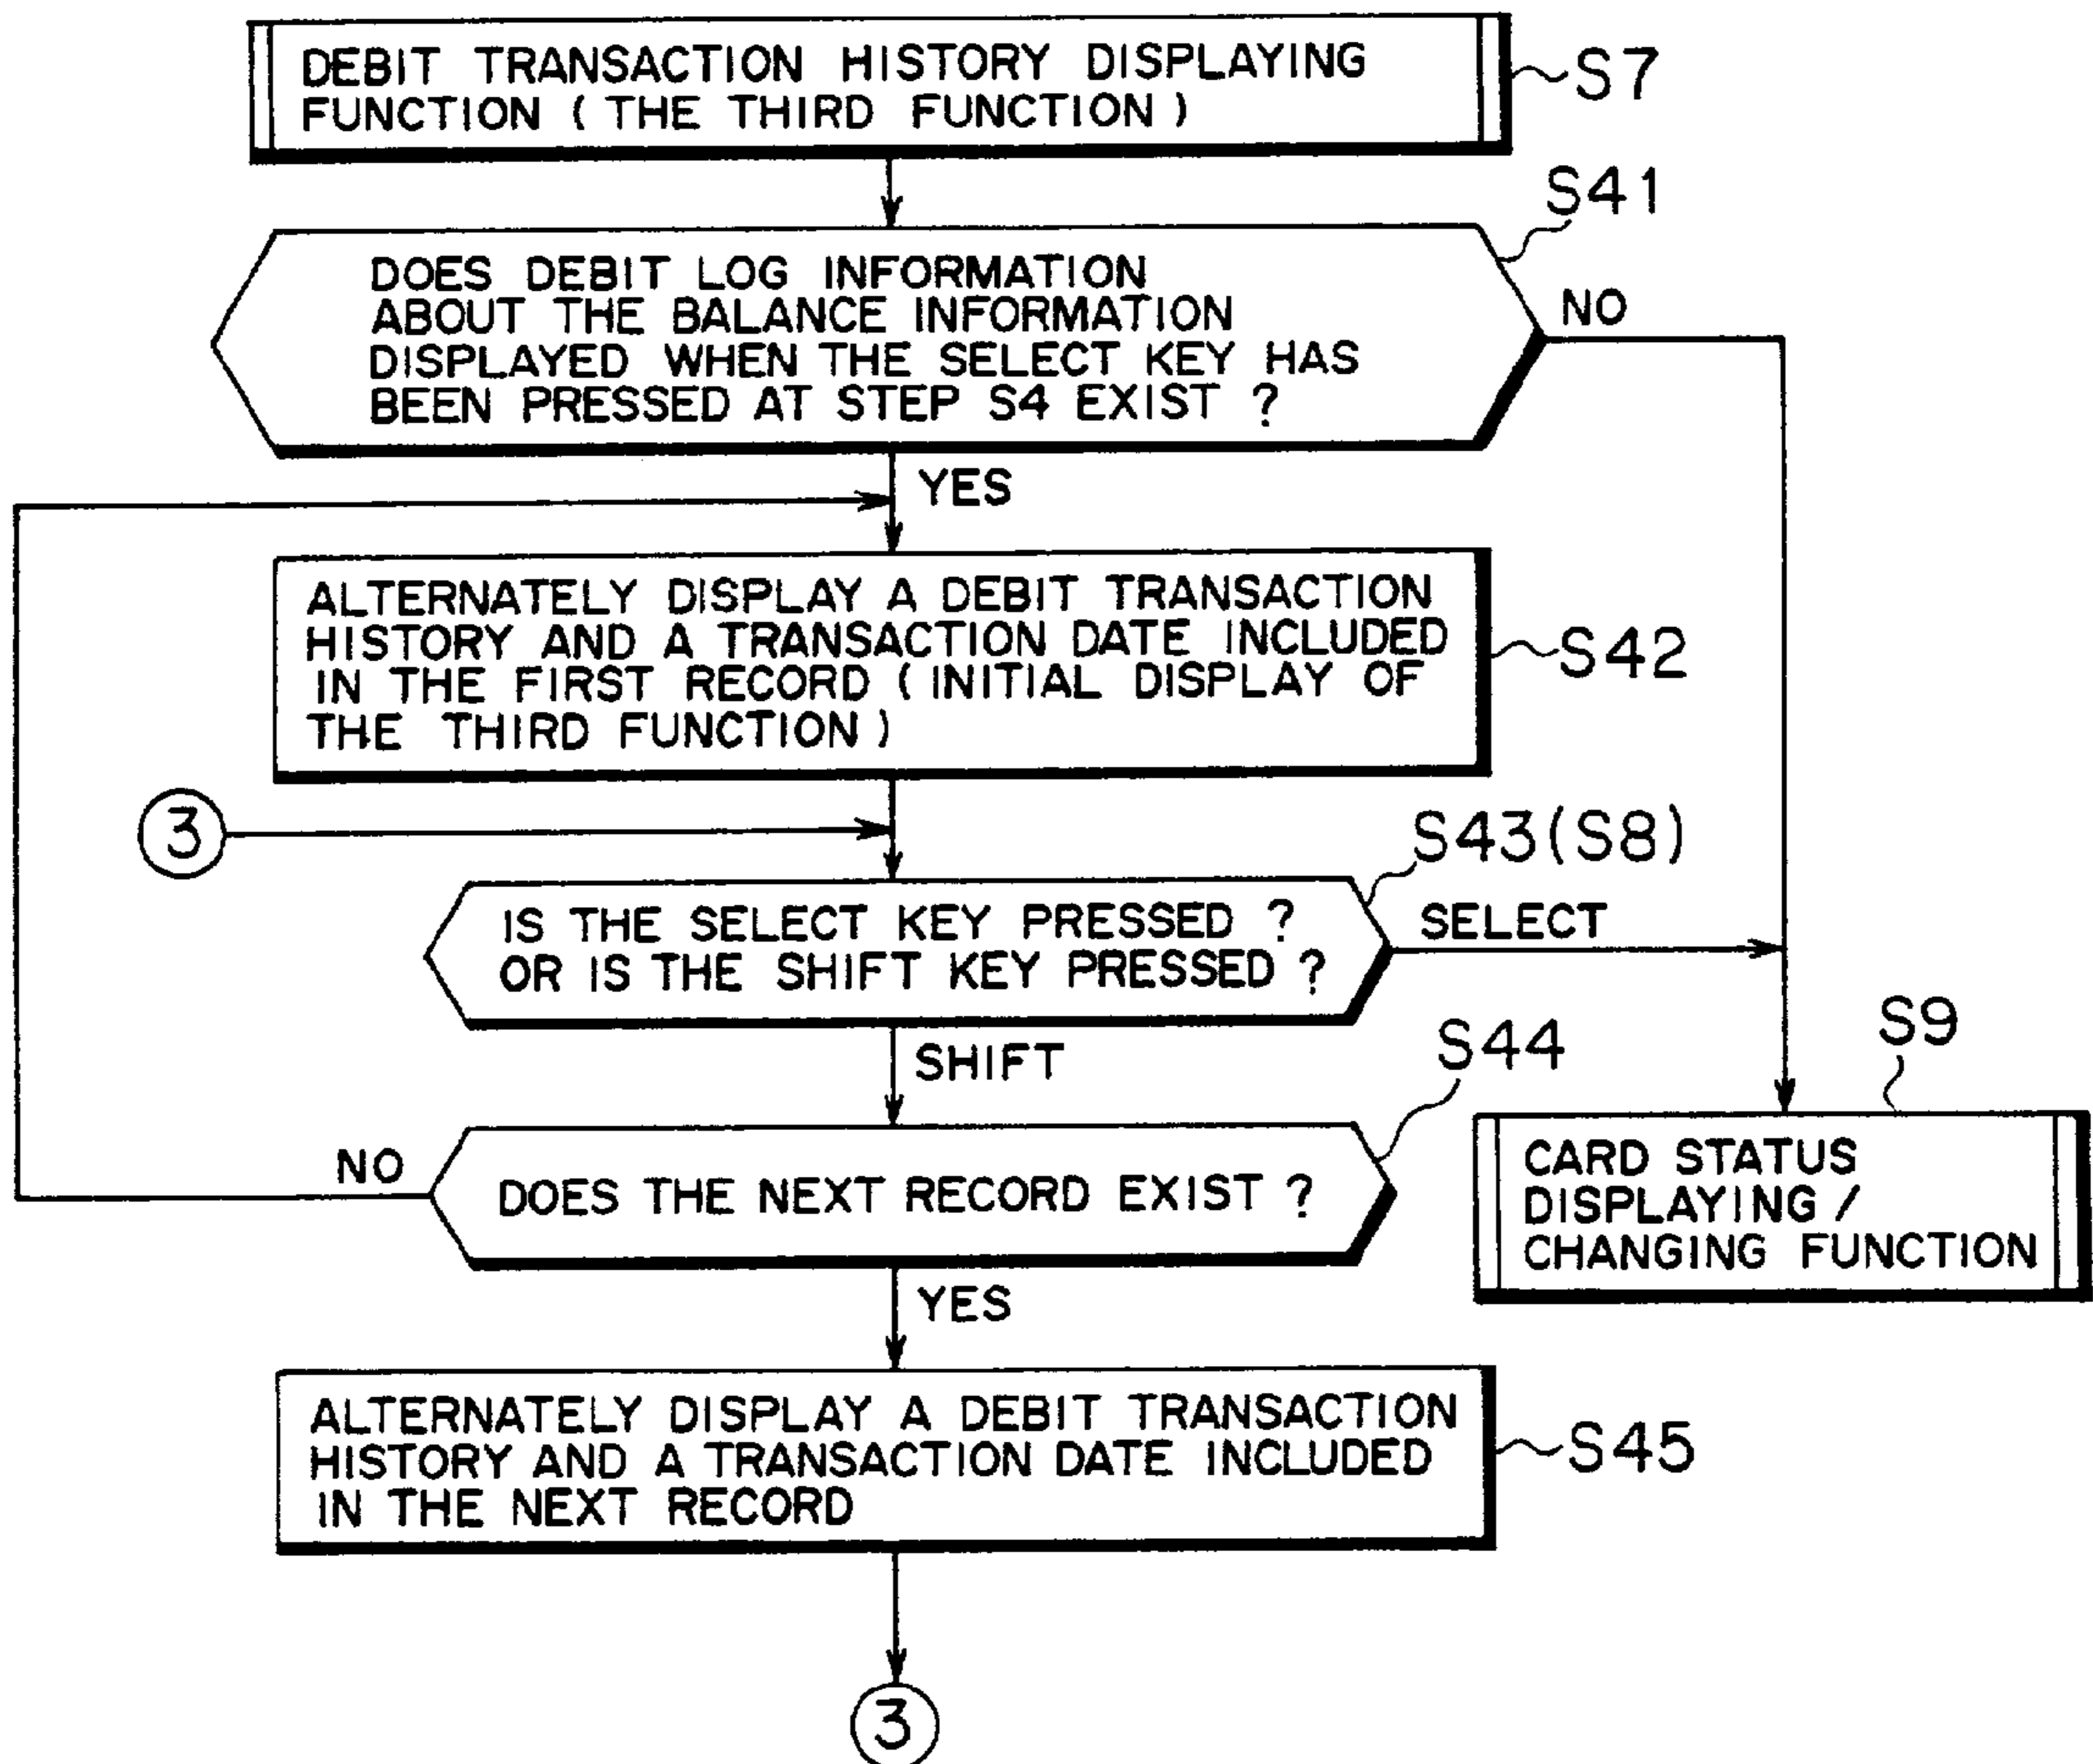 DEBIT TRANSACTION HISTORY DISPLAYING
FUNCTION ( THE THIRD FUNCTION )
S7
S41
DOES DEBIT LOG INFORMATION
ABOUT THE BALANCE INFORMATION
DISPLAYED WHEN THE SELECT KEY HAS
BEEN PRESSED AT STEP S4 EXIST ?
NO
YES
ALTERNATELY DISPLAY A DEBIT TRANSACTION
HISTORY AND A TRANSACTION DATE INCLUDED
IN THE FIRST RECORD ( INITIAL DISPLAY OF
THE THIRD FUNCTION )
S42
3
S43(S8)
IS THE SELECT KEY PRESSED ?
OR IS THE SHIFT KEY PRESSED ?
SELECT
SHIFT
S44
S9
NO
DOES THE NEXT RECORD EXIST ?
CARD STATUS
DISPLAYING /
CHANGING FUNCTION
YES
ALTERNATELY DISPLAY A DEBIT TRANSACTION
HISTORY AND A TRANSACTION DATE INCLUDED
IN THE NEXT RECORD
S45
3